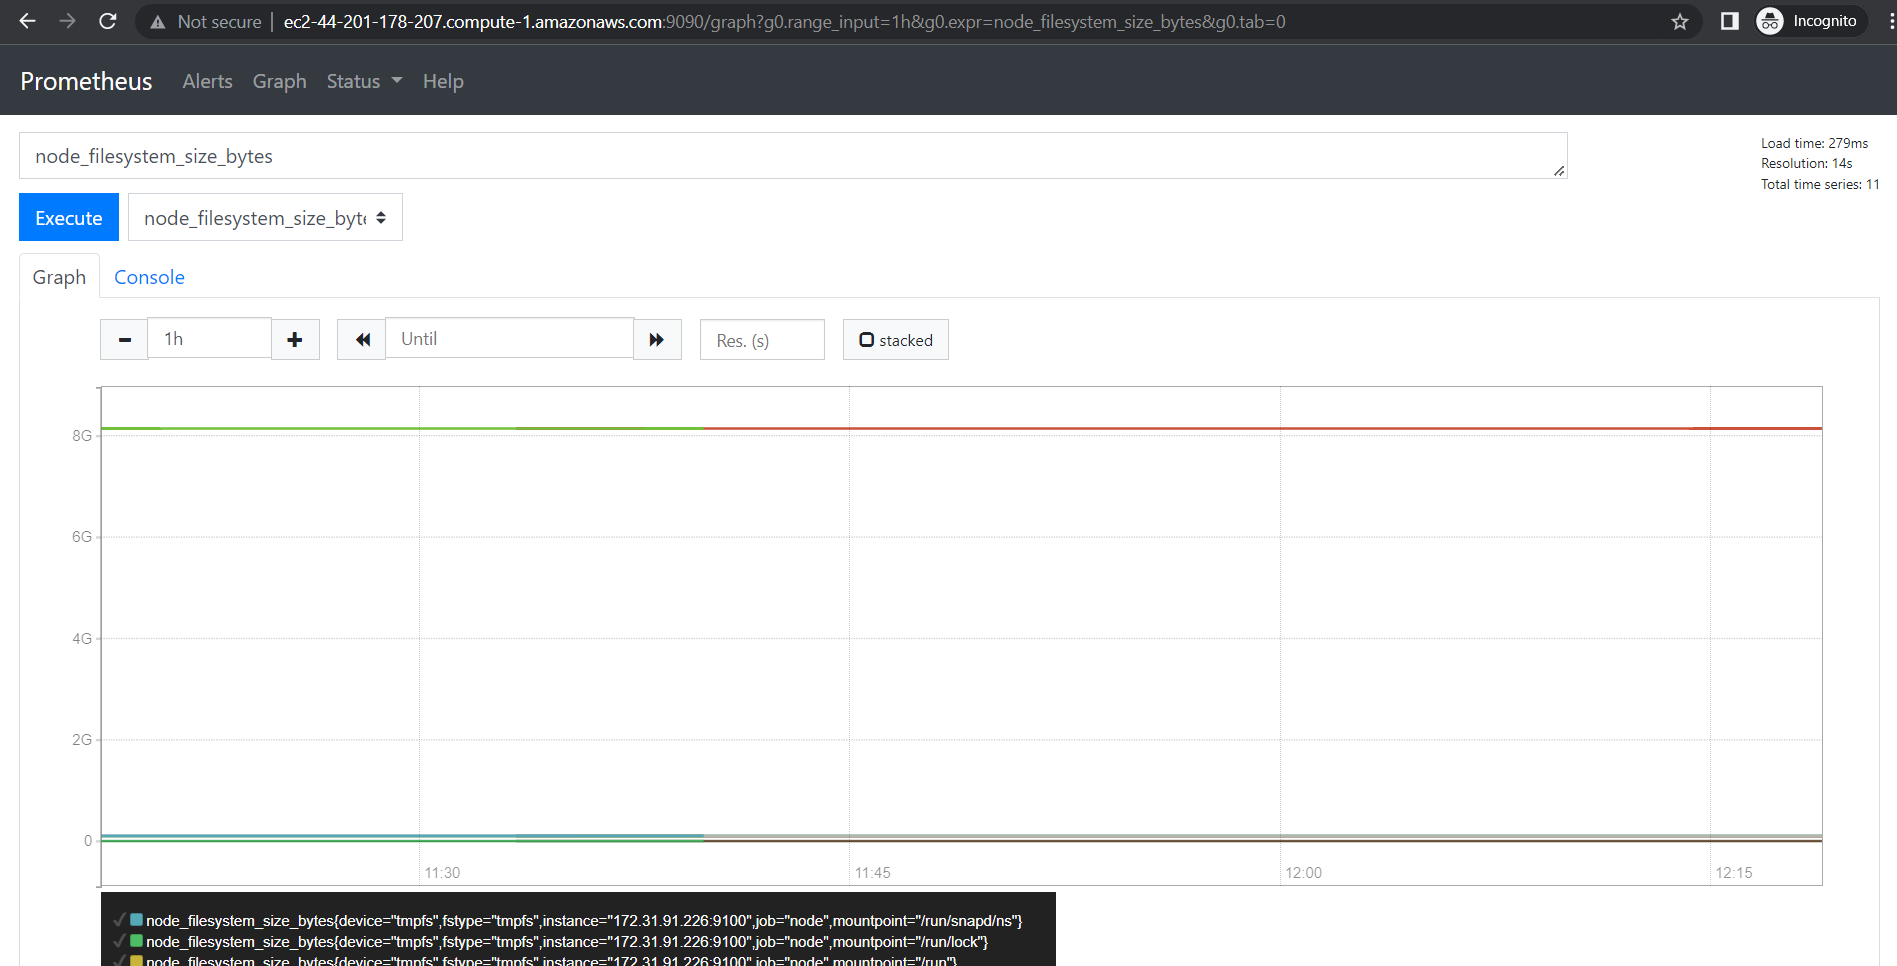 Not secure | ec2-44-201-178-207.compute-1.amazonaws.com:9090/graph?g0.range_input=1h&g0.expr=node_filesystem_size_bytes&g0.tab=0
Incognito
Prometheus Alerts Graph Status Help
node_filesystem_size_bytes
Load time: 279ms
Resolution: 14s
Total time series: 11
Execute node_filesystem_size_byte
Graph Console
1h Until Res. (s) stacked
8G
6G
4G
2G
0
11:30 11:45 12:00 12:15
node_filesystem_size_bytes{device="tmpfs",fstype="tmpfs",instance="172.31.91.226:9100",job="node",mountpoint="/run/snapd/ns"}
node_filesystem_size_bytes{device="tmpfs",fstype="tmpfs",instance="172.31.91.226:9100",job="node",mountpoint="/run/lock"}
node_filesystem_size_bytes{device="tmpfs",fstype="tmpfs",instance="172.31.91.226:9100",job="node",mountpoint="/run"}